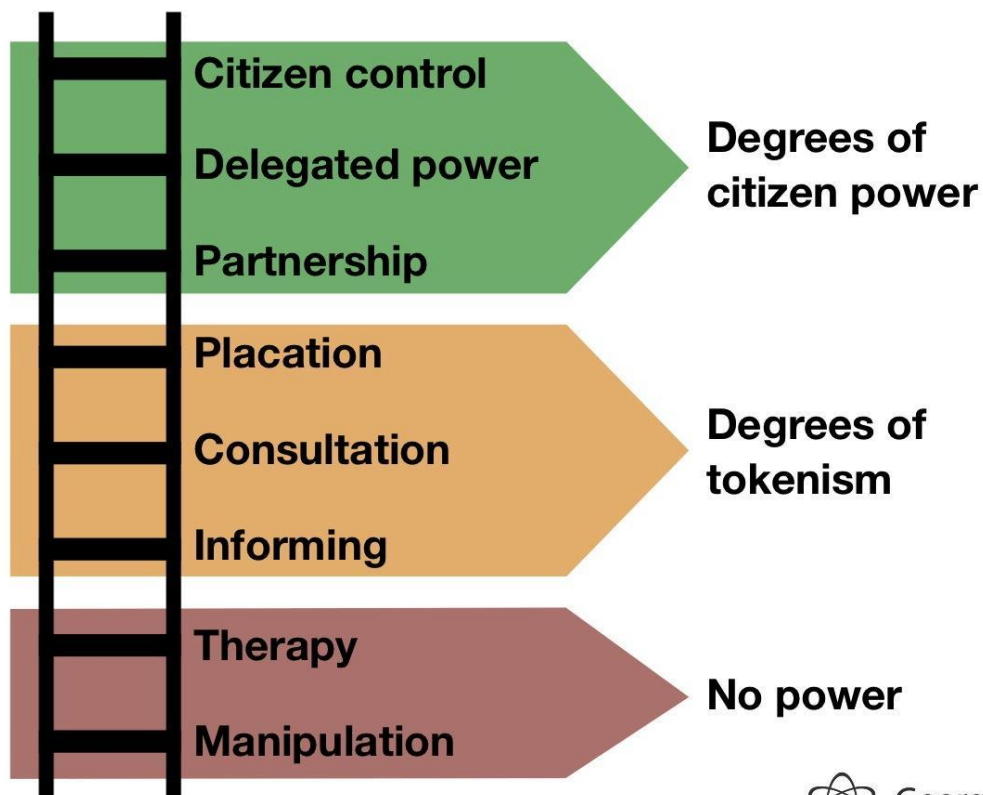 Citizen control
Delegated power
Partnership
Degrees of
citizen power
Placation
Consultation
Informing
Degrees of
tokenism
Therapy
Manipulation
No power